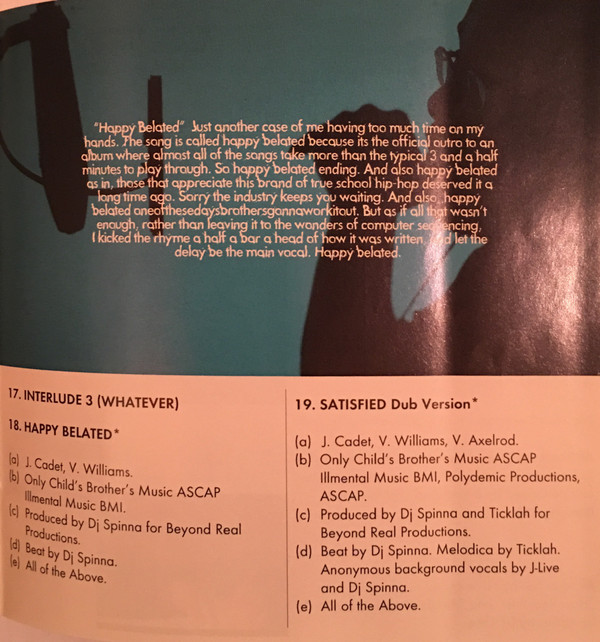 "Happy Belated" Just another case of me having too much time on my
hands. The song is called happy belated because its the official outro to an
album where almost all of the songs take more than the typical 3 and a half
minutes to play through. So happy belated ending. And also happy belated
as in, those that appreciate this brand of true school hip-hop deserved it a
long time ago. Sorry the industry keeps you waiting. And also, happy
belated oneofthesedaysbrothersgonnaworkitout. But as if all that wasn't
enough, rather than leaving it to the wonders of computer sequencing,
I kicked the rhyme a half a bar a head of how it was written, and let the
delay be the main vocal. Happy belated.
17. INTERLUDE 3 (WHATEVER)
18. HAPPY BELATED*
(a) J. Cadet, V. Williams.
(b) Only Child's Brother's Music ASCAP
Illmental Music BMI.
(c) Produced by Dj Spinna for Beyond Real
Productions.
(d) Beat by Dj Spinna.
(e) All of the Above.
19. SATISFIED Dub Version*
(a) J. Cadet, V. Williams, V. Axelrod.
(b) Only Child's Brother's Music ASCAP
Illmental Music BMI, Polydemic Productions,
ASCAP.
(c) Produced by Dj Spinna and Ticklah for
Beyond Real Productions.
(d) Beat by Dj Spinna. Melodica by Ticklah.
Anonymous background vocals by J-Live
and Dj Spinna.
(e) All of the Above.